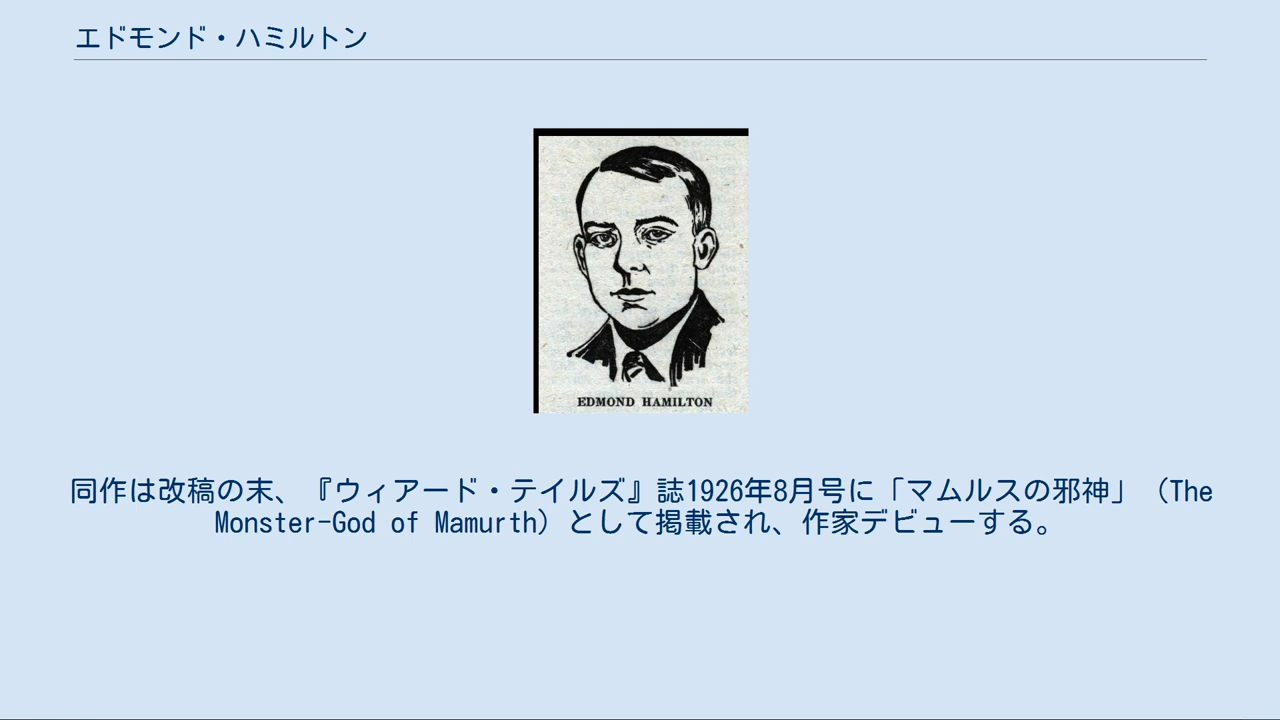 エドモンド・ハミルトン
EDMOND HAMILTON
同作は改稿の末、『ウィアード・テイルズ』誌1926年8月号に「マムルスの邪神」（The
Monster-God of Mamurth）として掲載され、作家デビューする。